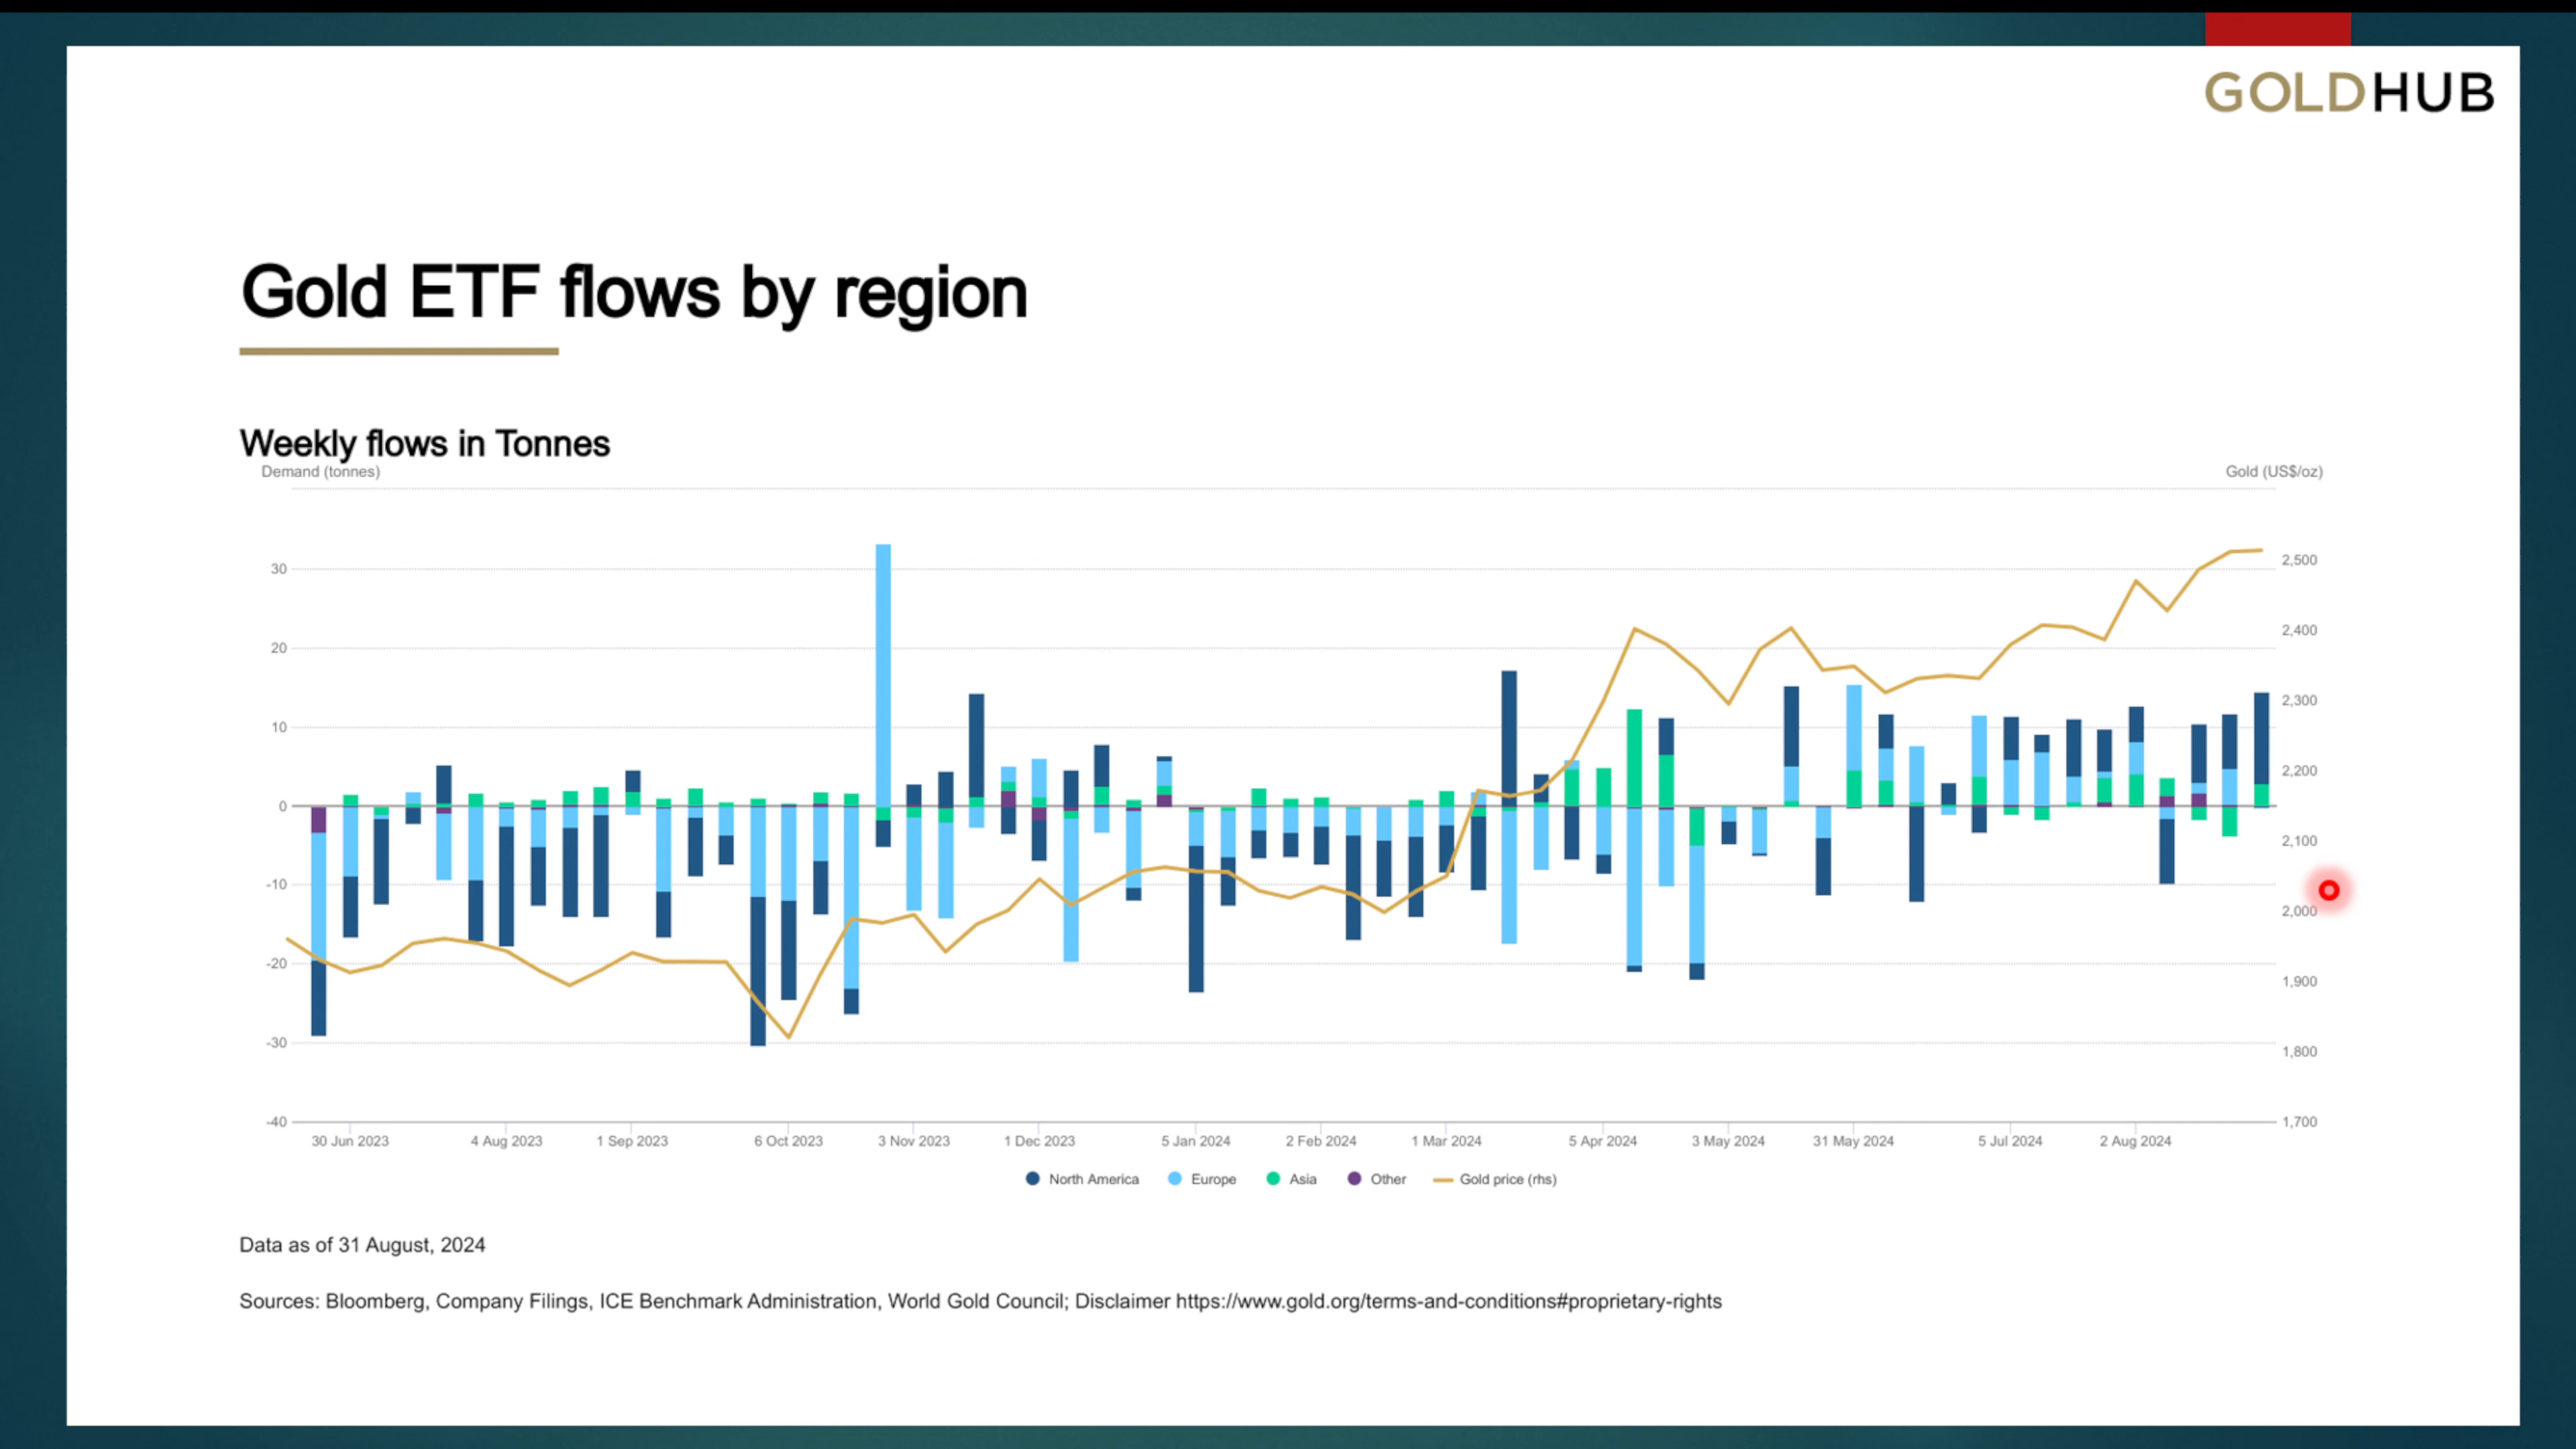 GOLDHUB
Gold ETF flows by region
Weekly flows in Tonnes
Demand (tonnes)
Gold (US$/oz)
30
20
10
0
-10
-20
-30
-40
2,500
2,400
2,300
2,200
2,100
2,000
1,900
1,800
1,700
30 Jun 2023 4 Aug 2023 1 Sep 2023 6 Oct 2023 3 Nov 2023 1 Dec 2023 5 Jan 2024 2 Feb 2024 1 Mar 2024 5 Apr 2024 3 May 2024 31 May 2024 5 Jul 2024 2 Aug 2024
North America Europe Asia Other Gold price (rhs)
Data as of 31 August, 2024
Sources: Bloomberg, Company Filings, ICE Benchmark Administration, World Gold Council; Disclaimer https://www.gold.org/terms-and-conditions#proprietary-rights